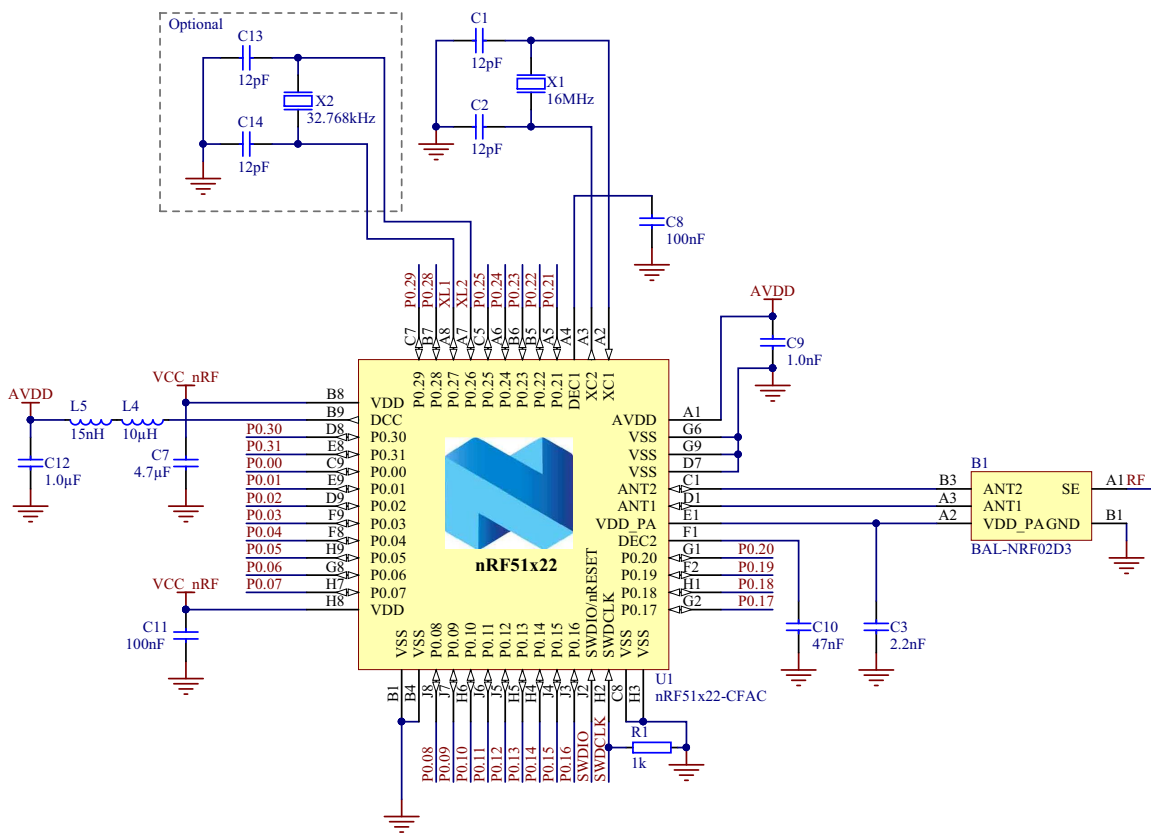 Optional
C13
12pF
X2
32.768kHz
C14
12pF
C1
12pF
X1
16MHz
C2
12pF
C8
100nF
P0.29
P0.28
XL1
XL2
P0.25
P0.24
P0.23
P0.22
P0.21
C7
B7
A8
A7
C5
A6
B6
B5
A5
A4
A3
A2
P0.29
P0.28
P0.27
P0.26
P0.25
P0.24
P0.23
P0.22
P0.21
DEC1
XC2
XC1
AVDD
C9
1.0nF
AVDD
L5
15nH
L4
10µH
C12
1.0µF
VCC_nRF
C7
4.7µF
B8 VDD
B9 DCC
P0.30 D8 P0.30
P0.31 E8 P0.31
P0.00 C9 P0.00
P0.01 E9 P0.01
P0.02 D9 P0.02
P0.03 F9 P0.03
P0.04 F8 P0.04
P0.05 H9 P0.05
P0.06 G8 P0.06
P0.07 H7 P0.07
H8 VDD
VCC_nRF
C11
100nF
nRF51x22
AVDD A1
VSS G6
VSS G9
VSS D7
ANT2 C1
ANT1 D1
VDD_PA E1
DEC2 F1
P0.20 G1 P0.20
P0.19 F2 P0.19
P0.18 H1 P0.18
P0.17 G2 P0.17
B1
B3 ANT2 SE A1 RF
A3 ANT1
A2 VDD_PA GND B1
BAL-NRF02D3
C10
47nF
C3
2.2nF
VSS
VSS
P0.08
P0.09
P0.10
P0.11
P0.12
P0.13
P0.14
P0.15
P0.16
SWDIO/nRESET
SWDCLK
VSS
VSS
U1
nRF51x22-CFAC
B1
B4
J8
J7
H6
J6
J5
H5
H4
J4
J3
J2
H2
C8
H3
P0.08
P0.09
P0.10
P0.11
P0.12
P0.13
P0.14
P0.15
P0.16
SWDIO
SWDCLK
R1
1k